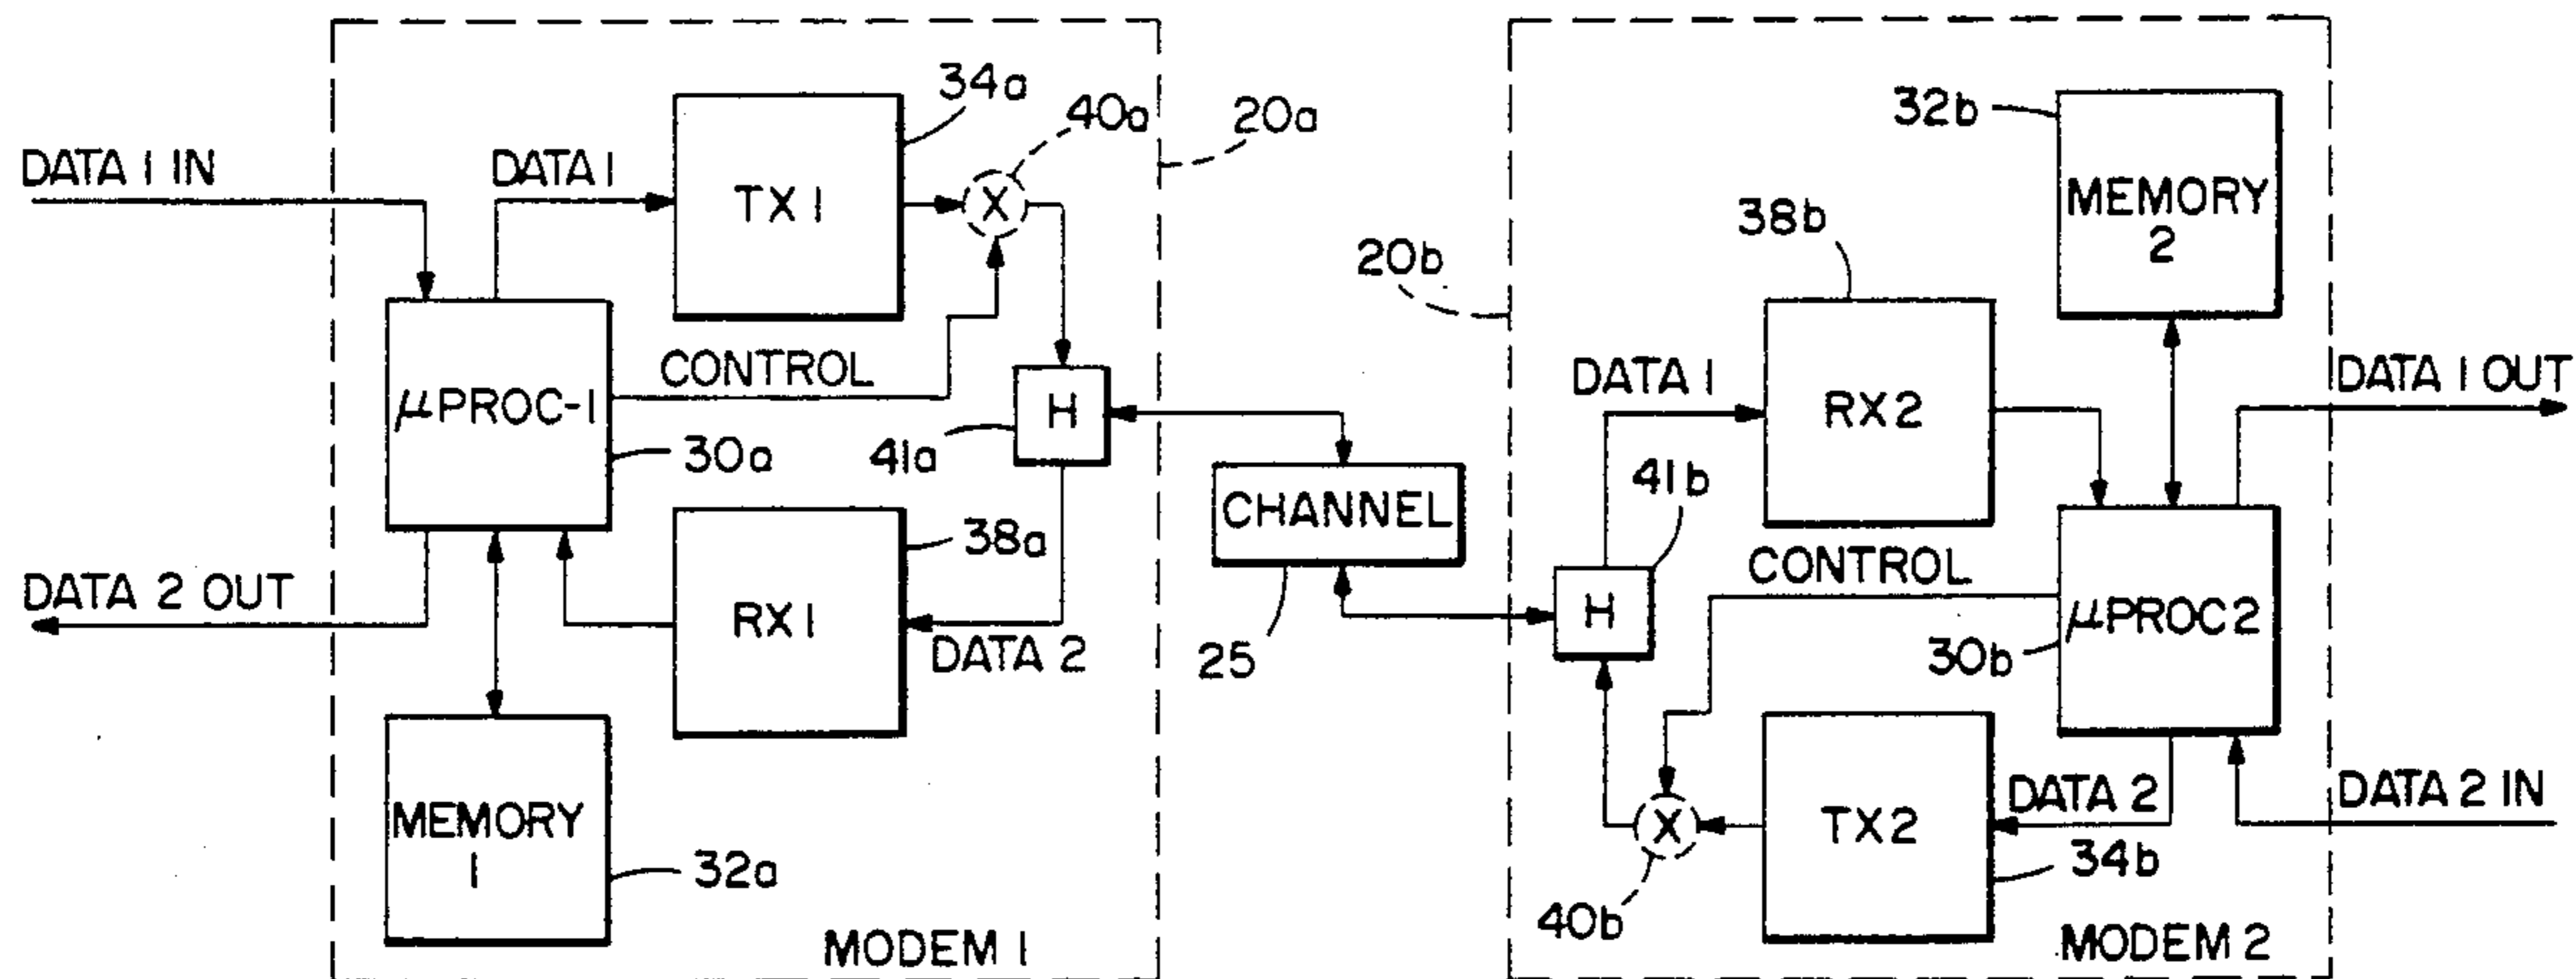 DATA 1 IN
DATA 1
TX 1
34a
40a
X
20a
μPROC-1
30a
CONTROL
H
41a
DATA 2 OUT
RX 1
38a
DATA 2
MEMORY
1
32a
MODEM 1
CHANNEL
25
20b
32b
MEMORY
2
38b
DATA 1
RX2
DATA 1 OUT
41b
H
CONTROL
μPROC2
30b
X
40b
TX2
34b
DATA 2
DATA 2 IN
MODEM 2